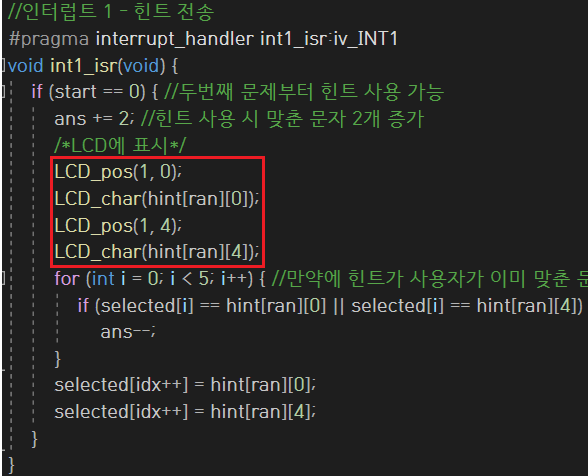 //인터럽트 1 - 힌트 전송
#pragma interrupt_handler int1_isr:iv_INT1
void int1_isr(void) {
if (start == 0) { //두번째 문제부터 힌트 사용 가능
ans += 2; //힌트 사용 시 맞춘 문자 2개 증가
/*LCD에 표시*/
LCD_pos(1, 0);
LCD_char(hint[ran][0]);
LCD_pos(1, 4);
LCD_char(hint[ran][4]);
for (int i = 0; i < 5; i++) { //만약에 힌트가 사용자가 이미 맞춘
if (selected[i] == hint[ran][0] || selected[i] == hint[ran][4])
ans--;
}
selected[idx++] = hint[ran][0];
selected[idx++] = hint[ran][4];
}
}